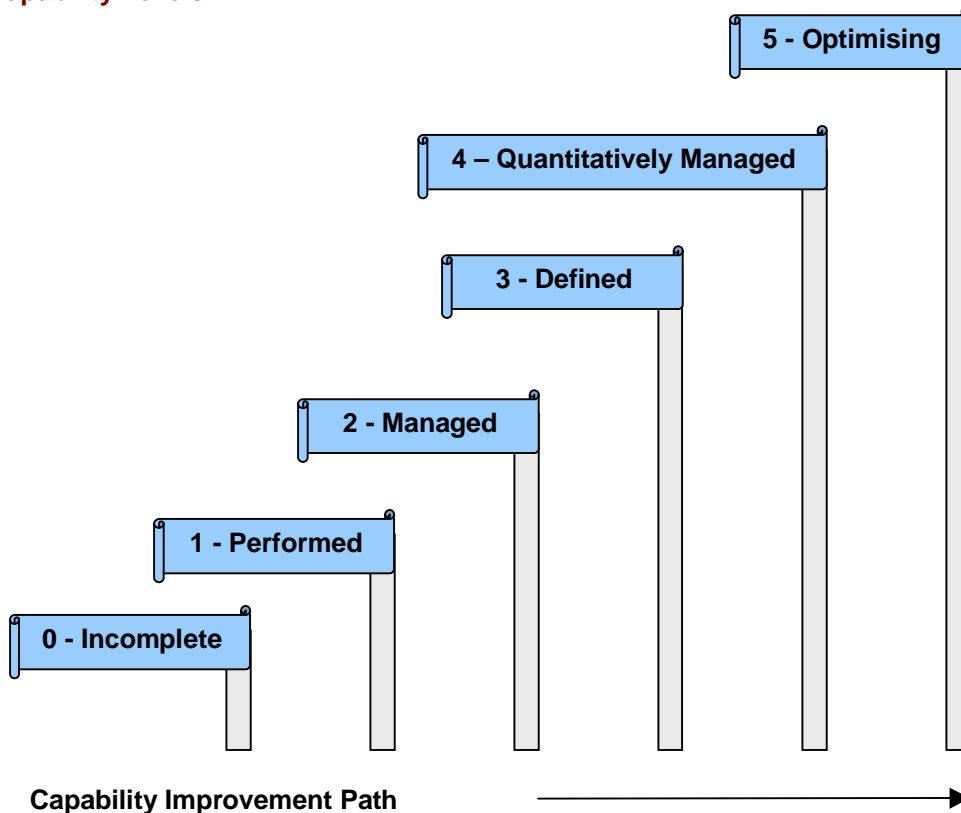 5 - Optimising
4 – Quantitatively Managed
3 - Defined
2 - Managed
1 - Performed
0 - Incomplete
Capability Improvement Path